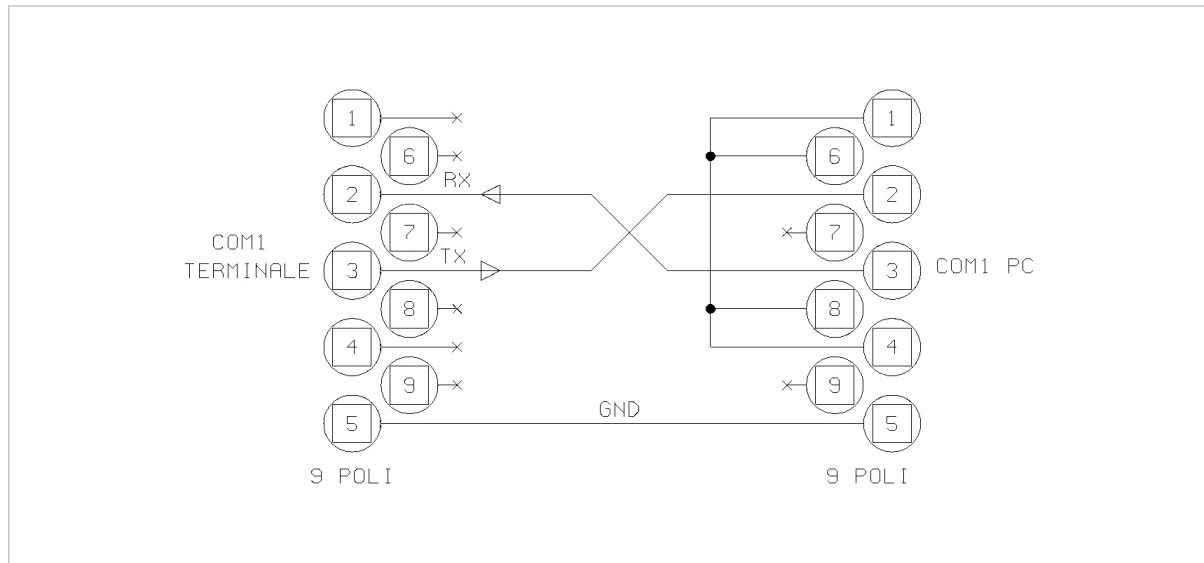 1 1
6 6
RX
2 2
7 7
COM1
TERMINALE
TX
3 3
COM1 PC
8 8
4 4
9 9
GND
5 5
9 POLI 9 POLI